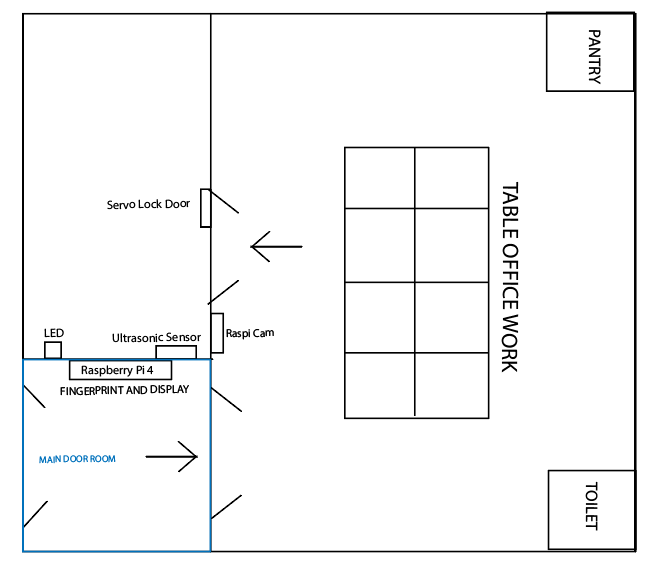 PANTRY
Servo Lock Door
TABLE OFFICE WORK
LED
Ultrasonic Sensor
Raspi Cam
Raspberry Pi 4
FINGERPRINT AND DISPLAY
MAIN DOOR ROOM
TOILET